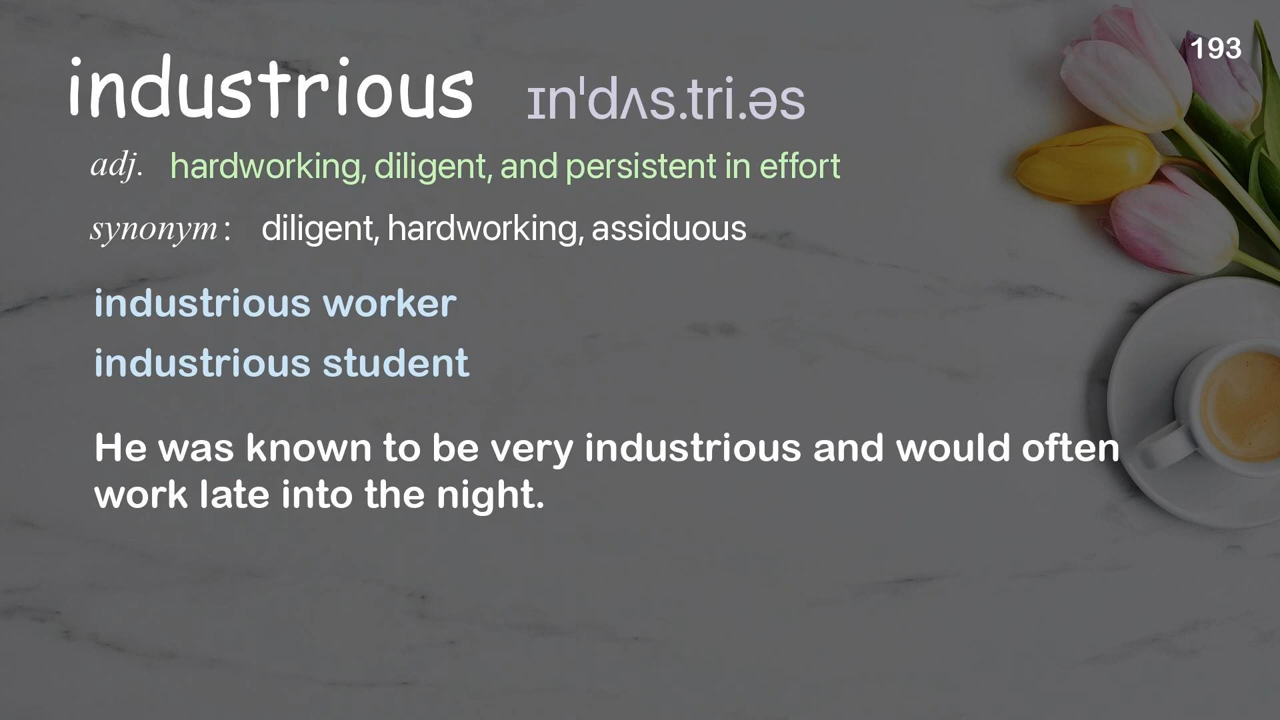 193
industrious ɪnˈdʌs.tri.əs
adj. hardworking, diligent, and persistent in effort
synonym: diligent, hardworking, assiduous
industrious worker
industrious student
He was known to be very industrious and would often
work late into the night.